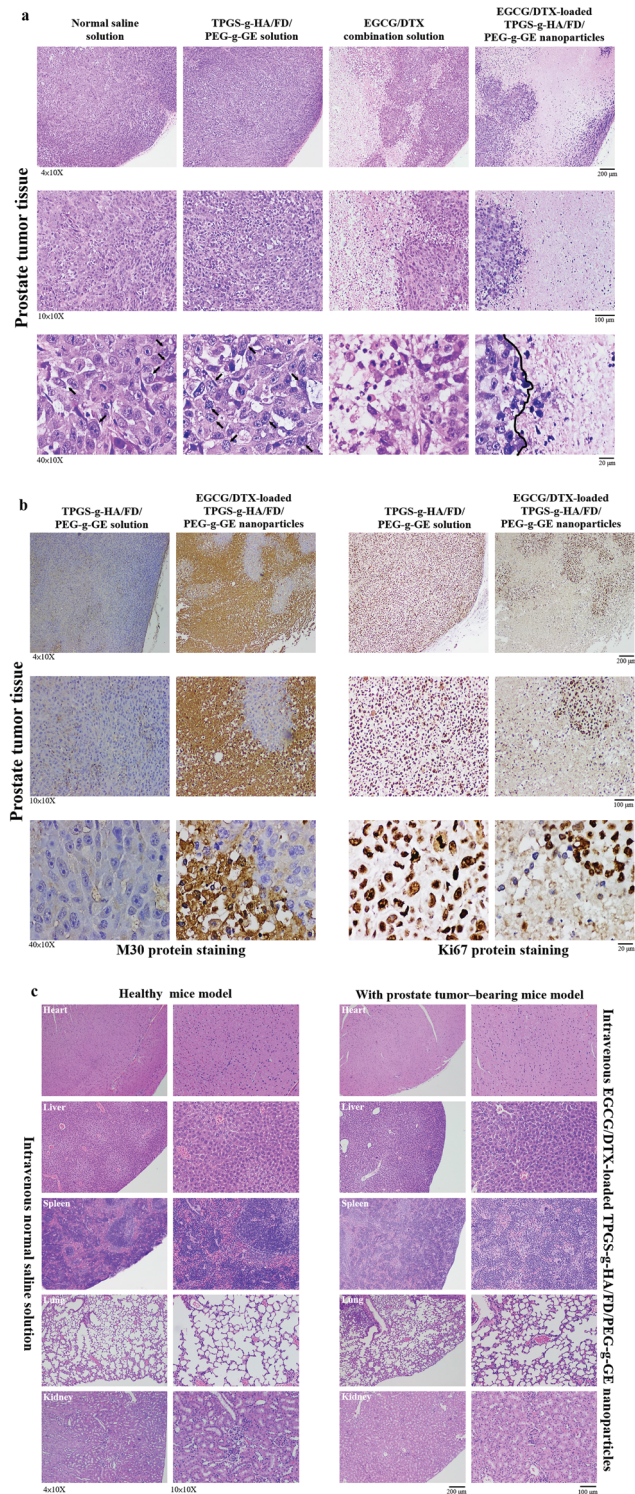 a
Normal saline
solution
TPGS-g-HA/FD/
PEG-g-GE solution
EGCG/DTX
combination solution
EGCG/DTX-loaded
TPGS-g-HA/FD/
PEG-g-GE nanoparticles
Prostate tumor tissue
4x10X
200 μm
10x10X
100 μm
40x10X
20 μm
b
TPGS-g-HA/FD/
PEG-g-GE solution
EGCG/DTX-loaded
TPGS-g-HA/FD/
PEG-g-GE nanoparticles
TPGS-g-HA/FD/
PEG-g-GE solution
EGCG/DTX-loaded
TPGS-g-HA/FD/
PEG-g-GE nanoparticles
Prostate tumor tissue
4x10X
200 μm
10x10X
100 μm
40x10X
20 μm
M30 protein staining
Ki67 protein staining
c
Healthy mice model
With prostate tumor–bearing mice model
Intravenous normal saline solution
Heart
Liver
Spleen
Lung
Kidney
4x10X
10x10X
Heart
Liver
Spleen
Lung
Kidney
200 μm
100 μm
Intravenous EGCG/DTX-loaded TPGS-g-HA/FD/PEG-g-GE nanoparticles